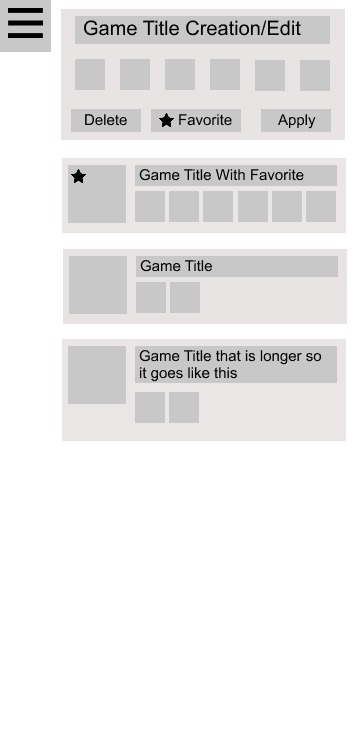 Game Title Creation/Edit
Delete
Favorite
Apply
Game Title With Favorite
Game Title
Game Title that is longer so
it goes like this